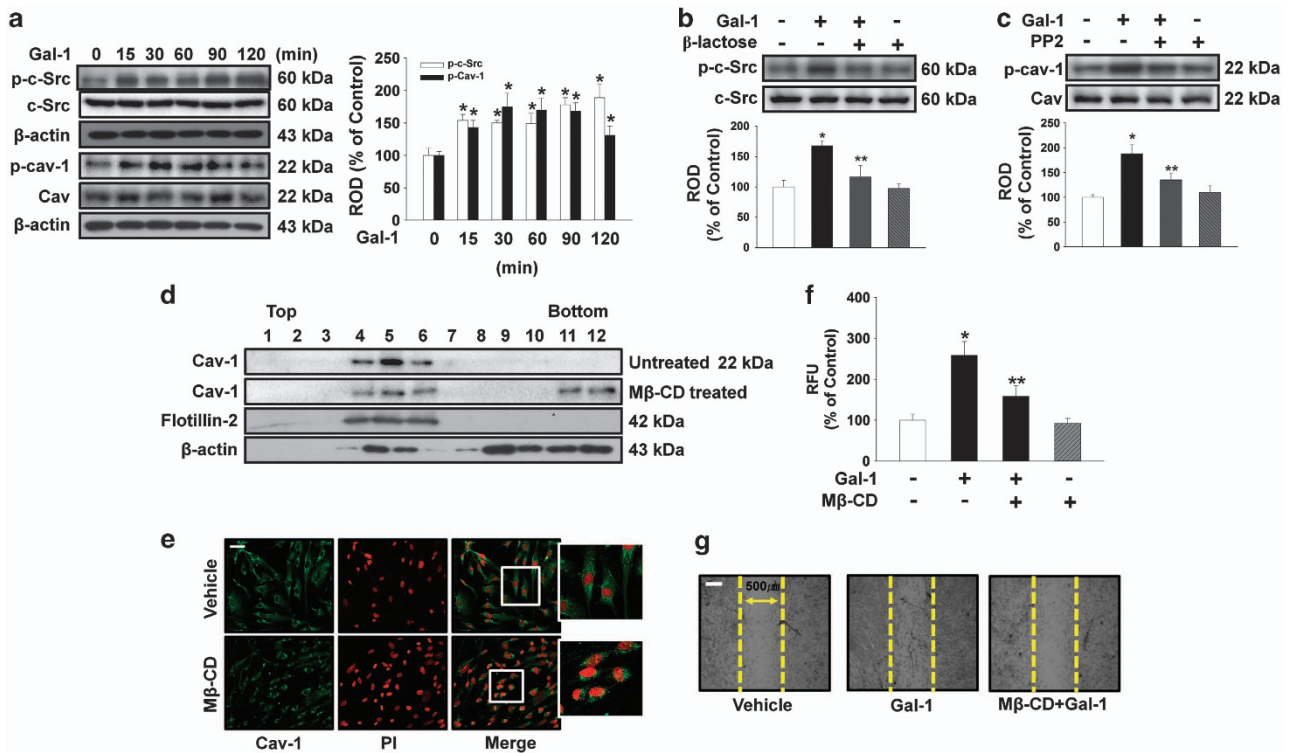 a
Gal-1 0 15 30 60 90 120 (min)
p-c-Src 60 kDa
c-Src 60 kDa
β-actin 43 kDa
p-cav-1 22 kDa
Cav 22 kDa
β-actin 43 kDa
p-c-Src
p-Cav-1
ROD (% of Control)
250
200
150
100
50
0
* * * * * * * * * *
Gal-1 0 15 30 60 90 120
(min)
b
Gal-1 - + + -
β-lactose - - + +
p-c-Src 60 kDa
c-Src 60 kDa
ROD
(% of Control)
200
150
100
50
0
* **
c
Gal-1 - + + -
PP2 - - + +
p-cav-1 22 kDa
Cav 22 kDa
ROD
(% of Control)
250
200
150
100
50
0
* **
d
Top Bottom
1 2 3 4 5 6 7 8 9 10 11 12
Cav-1 Untreated 22 kDa
Cav-1 Mβ-CD treated
Flotillin-2 42 kDa
β-actin 43 kDa
f
RFU
(% of Control)
400
300
200
100
0
* **
Gal-1 - + + -
Mβ-CD - - + +
e
Vehicle
Mβ-CD
Cav-1 PI Merge
g
500㎛
Vehicle Gal-1 Mβ-CD+Gal-1